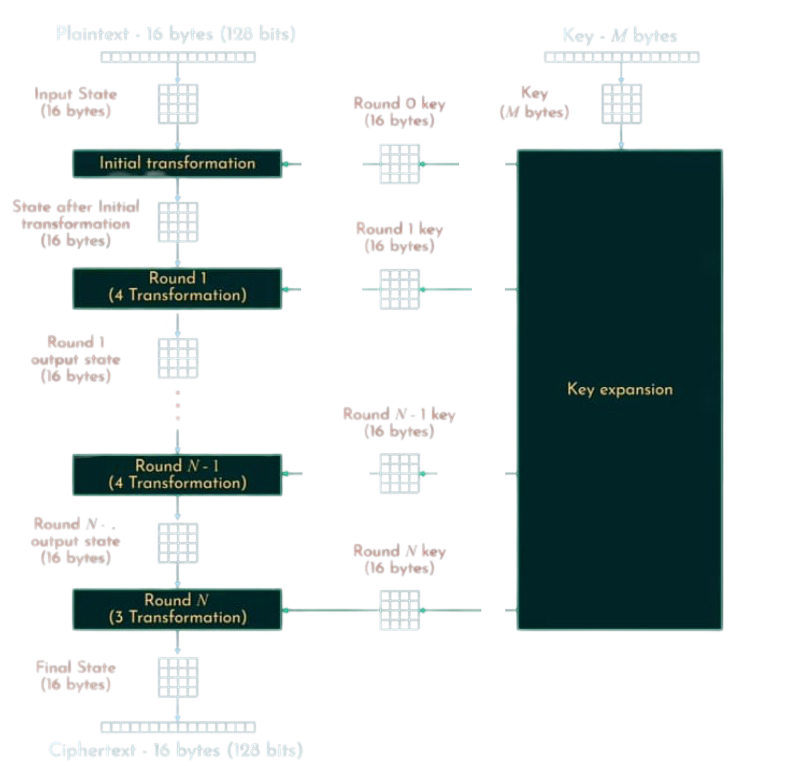 Plaintext - 16 bytes (128 bits)
Key - M bytes
Input State
(16 bytes)
Round 0 key
(16 bytes)
Key
(M bytes)
Initial transformation
State after Initial
transformation
(16 bytes)
Round 1 key
(16 bytes)
Round 1
(4 Transformation)
Round 1
output state
(16 bytes)
Key expansion
Round N - 1 key
(16 bytes)
Round N - 1
(4 Transformation)
Round N - .
output state
(16 bytes)
Round N key
(16 bytes)
Round N
(3 Transformation)
Final State
(16 bytes)
Ciphertext - 16 bytes (128 bits)